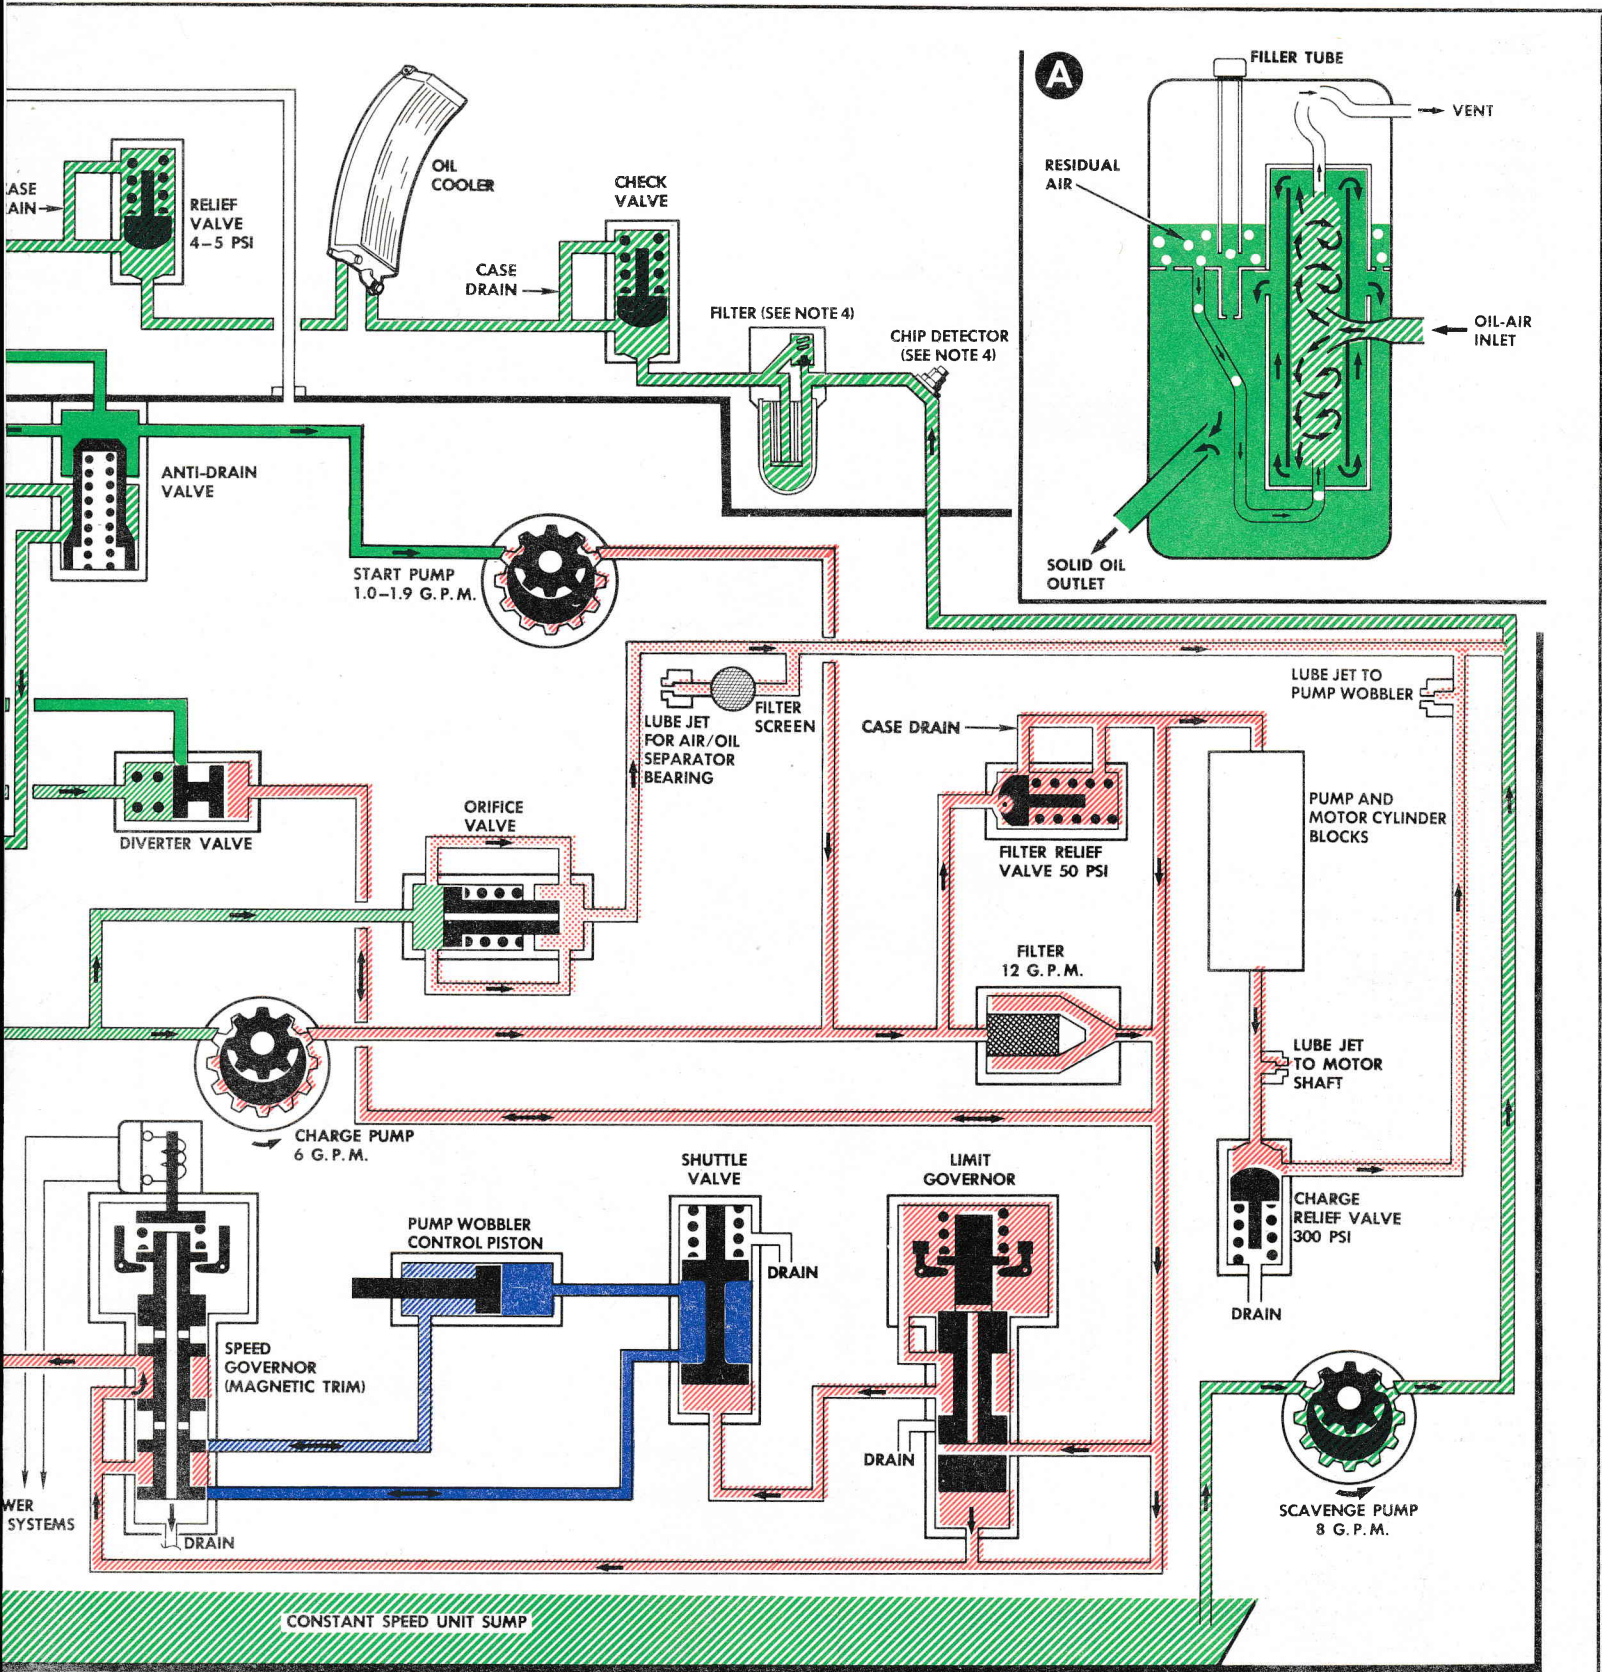 A
FILLER TUBE
VENT
RESIDUAL
AIR
OIL-AIR
INLET
SOLID OIL
OUTLET
RELIEF
VALVE
4–5 PSI
OIL
COOLER
CHECK
VALVE
CASE
DRAIN
FILTER (SEE NOTE 4)
CHIP DETECTOR
(SEE NOTE 4)
ANTI-DRAIN
VALVE
START PUMP
1.0–1.9 G.P.M.
LUBE JET
FOR AIR/OIL
SEPARATOR
BEARING
FILTER
SCREEN
CASE DRAIN
LUBE JET TO
PUMP WOBBLER
DIVERTER VALVE
ORIFICE
VALVE
FILTER RELIEF
VALVE 50 PSI
PUMP AND
MOTOR CYLINDER
BLOCKS
FILTER
12 G.P.M.
LUBE JET
TO MOTOR
SHAFT
CHARGE PUMP
6 G.P.M.
SHUTTLE
VALVE
LIMIT
GOVERNOR
PUMP WOBBLER
CONTROL PISTON
DRAIN
CHARGE
RELIEF VALVE
300 PSI
DRAIN
SPEED
GOVERNOR
(MAGNETIC TRIM)
DRAIN
DRAIN
SCAVENGE PUMP
8 G.P.M.
WER
SYSTEMS
CONSTANT SPEED UNIT SUMP